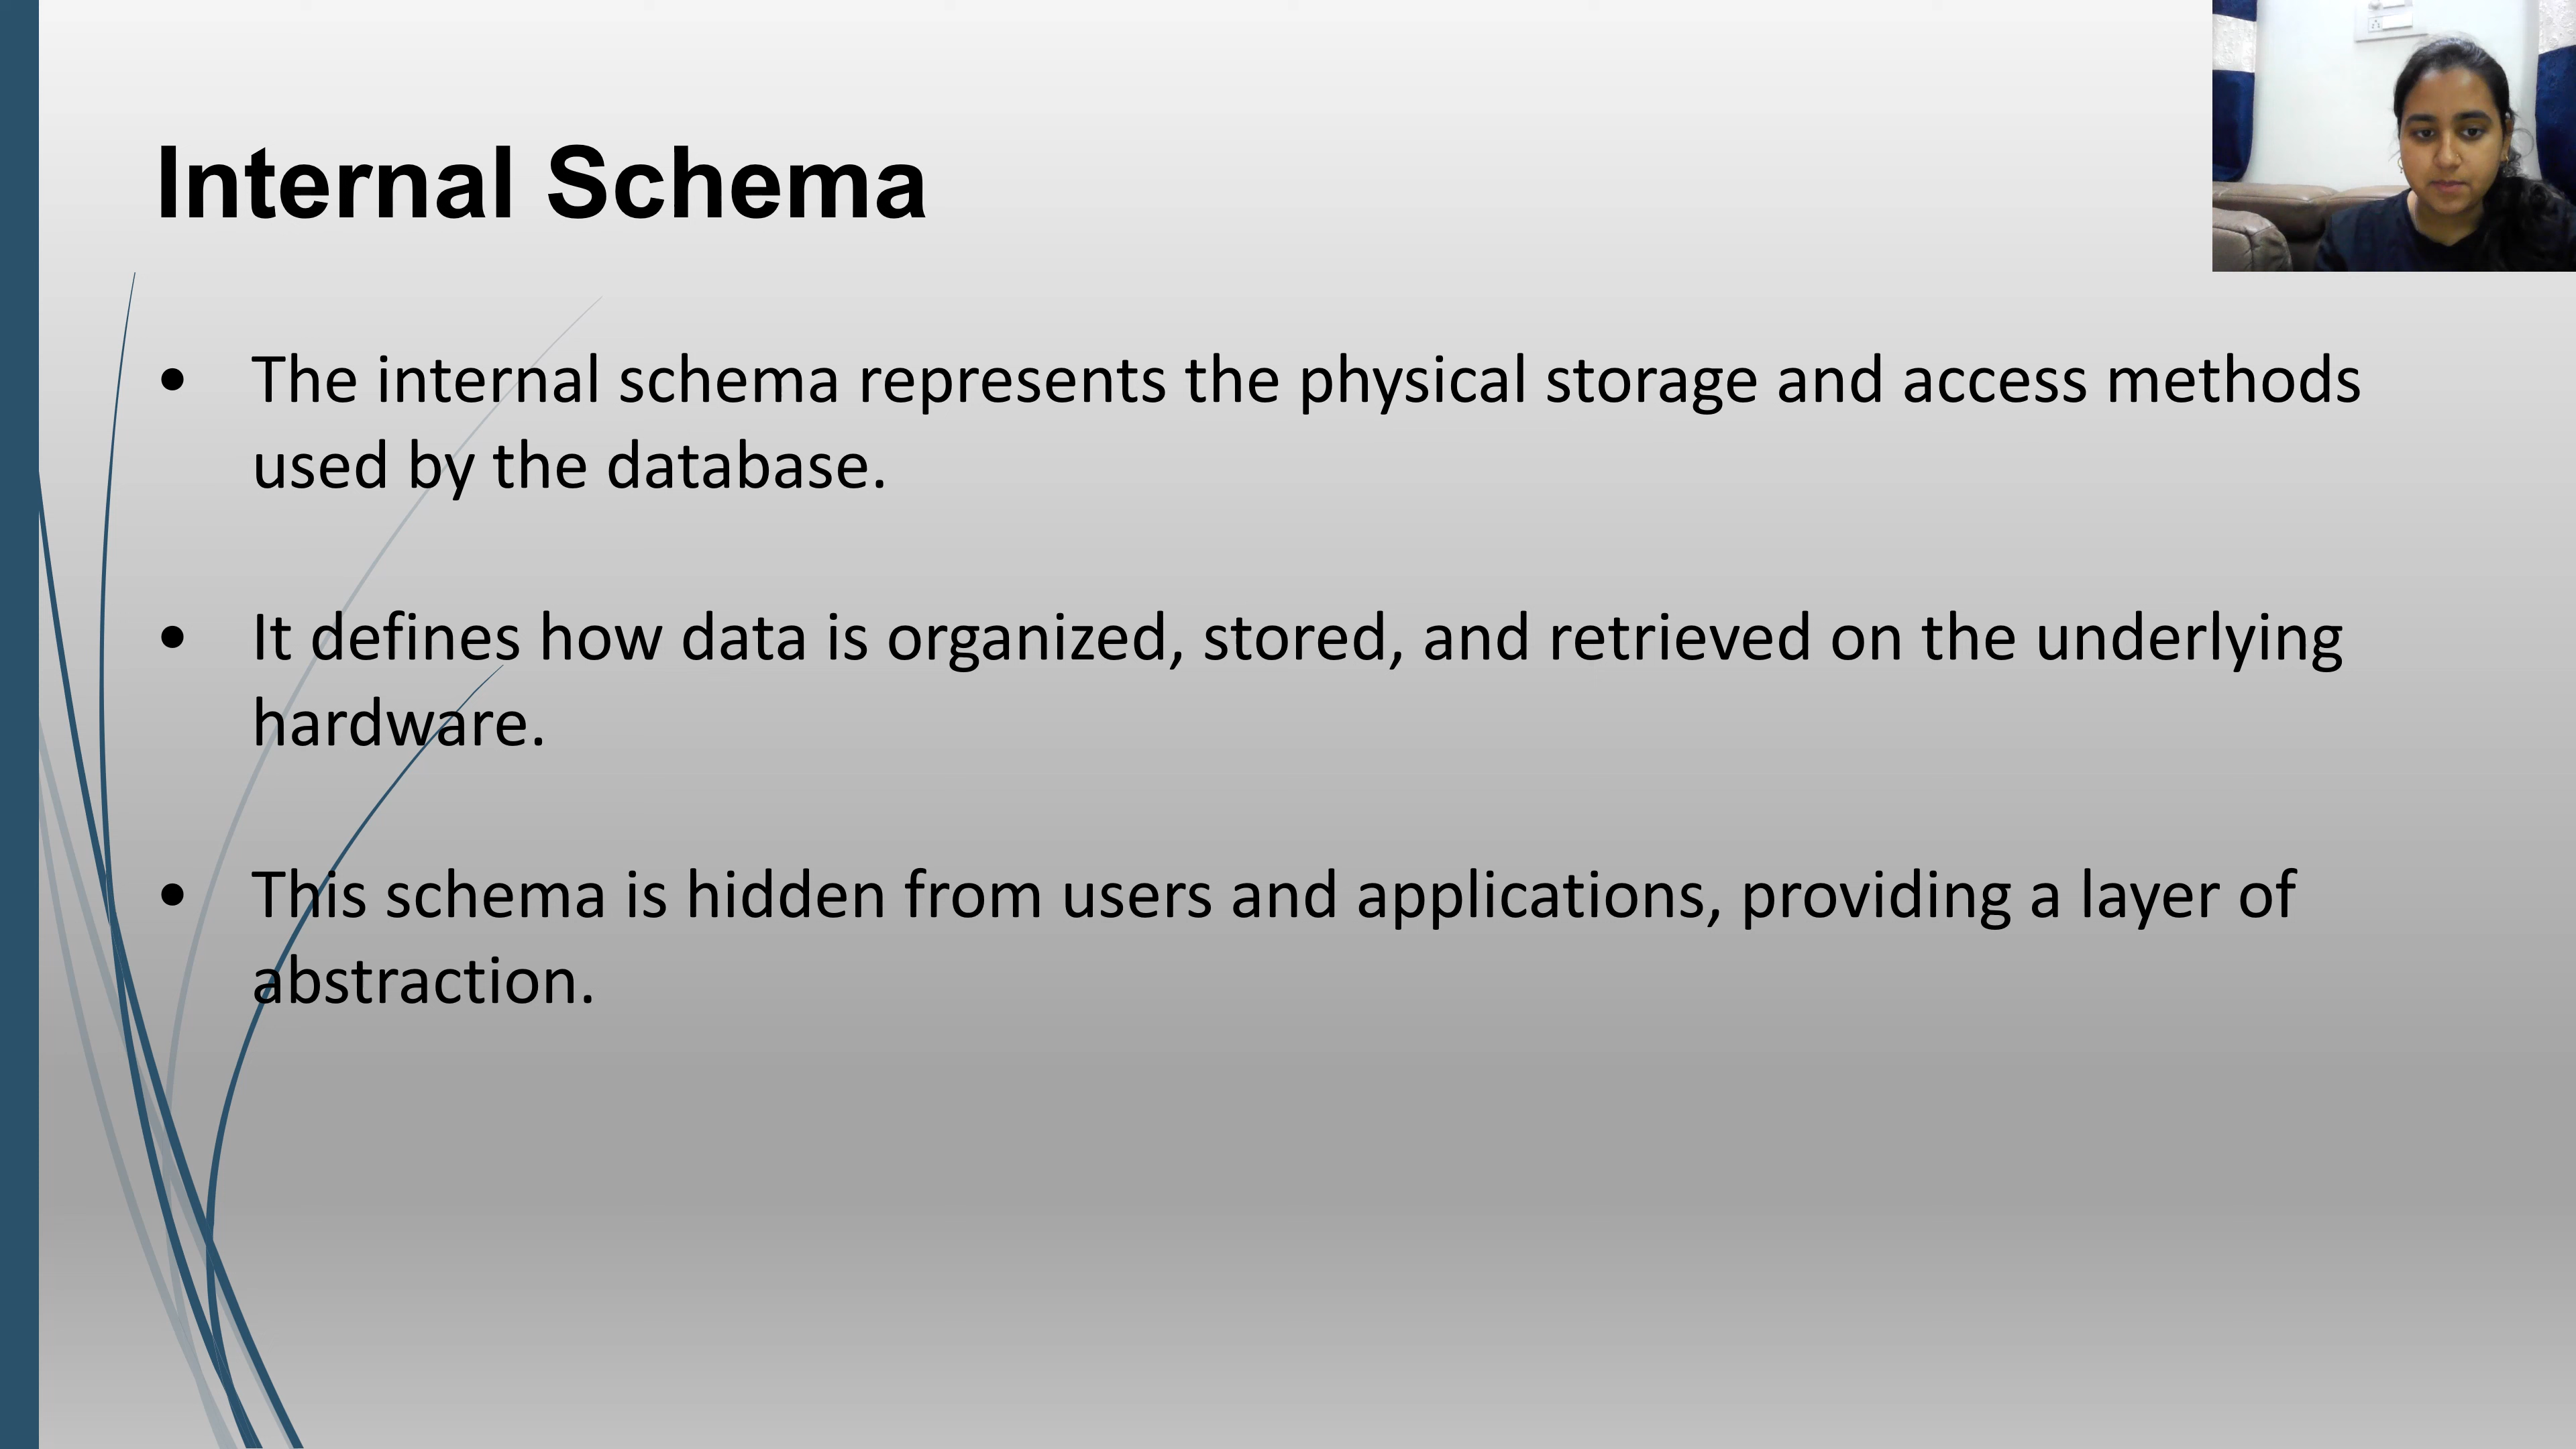 Internal Schema
• The internal schema represents the physical storage and access methods
used by the database.
• It defines how data is organized, stored, and retrieved on the underlying
hardware.
• This schema is hidden from users and applications, providing a layer of
abstraction.